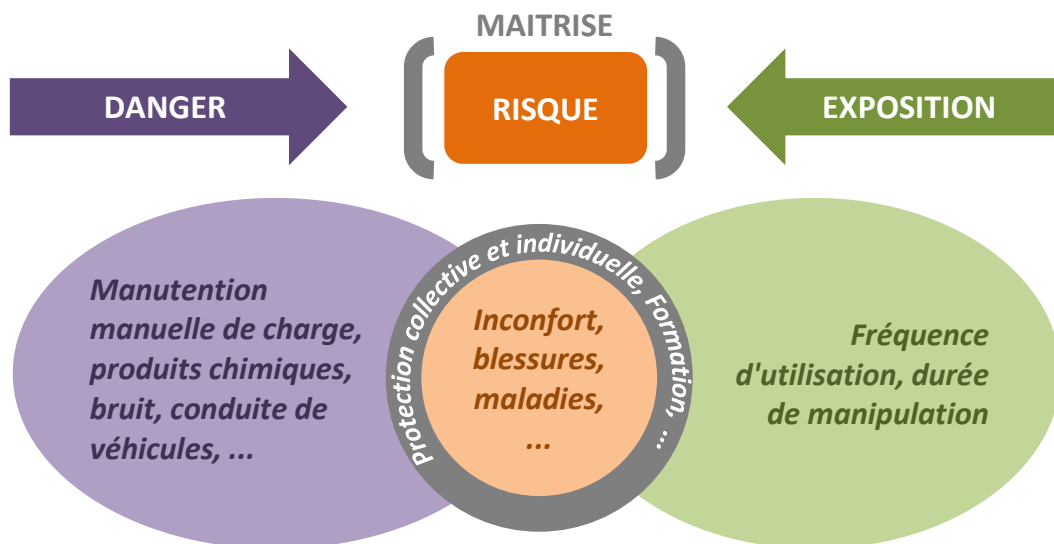 MAITRISE
DANGER
RISQUE
EXPOSITION
Manutention
manuelle de charge,
produits chimiques,
bruit, conduite de
véhicules, ...
Protection collective et individuelle, Formation, ...
Inconfort,
blessures,
maladies,
...
Fréquence
d'utilisation, durée
de manipulation